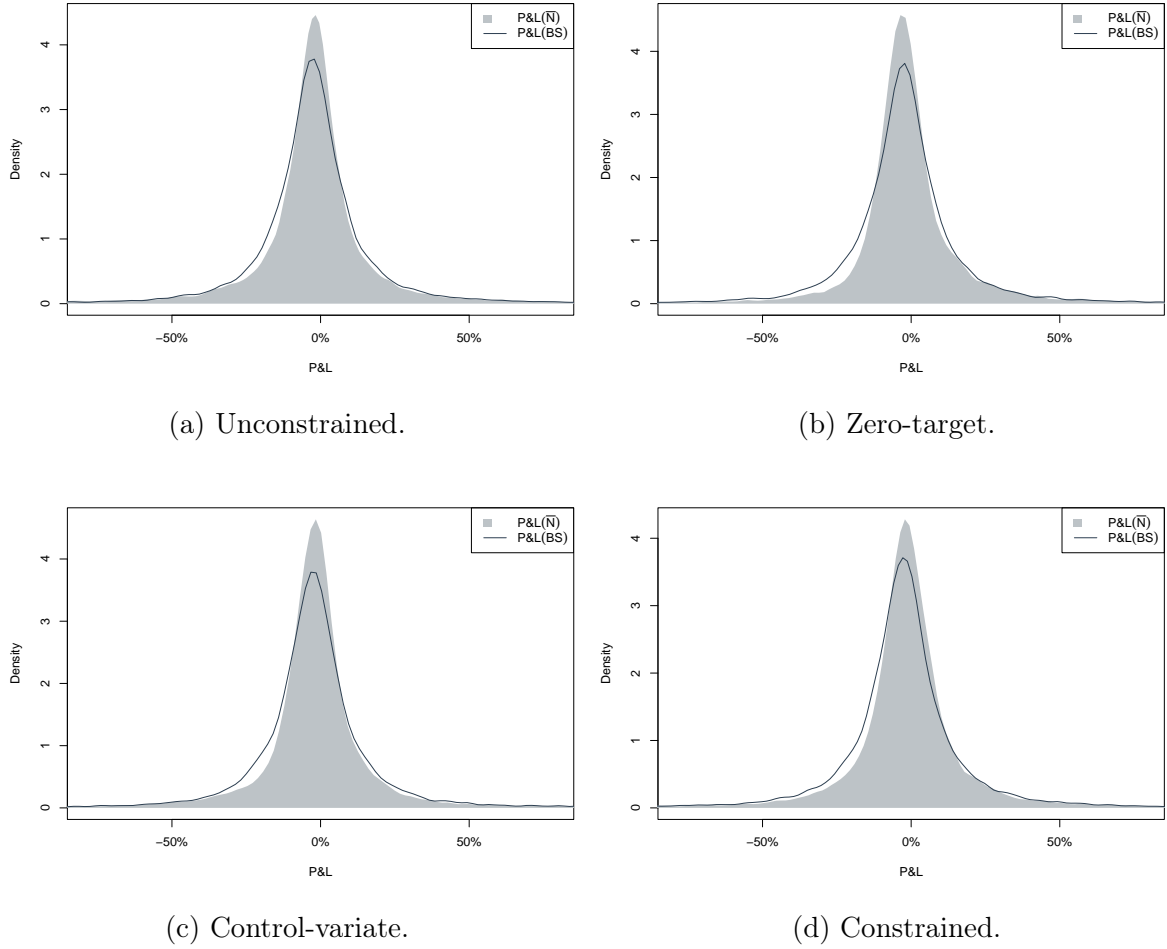 P&L(N̅)
P&L(BS)
Density
0
1
2
3
4
−50%
0%
50%
P&L
(a) Unconstrained.
P&L(N̅)
P&L(BS)
Density
0
1
2
3
4
−50%
0%
50%
P&L
(b) Zero-target.
P&L(N̅)
P&L(BS)
Density
0
1
2
3
4
−50%
0%
50%
P&L
(c) Control-variate.
P&L(N̅)
P&L(BS)
Density
0
1
2
3
4
−50%
0%
50%
P&L
(d) Constrained.